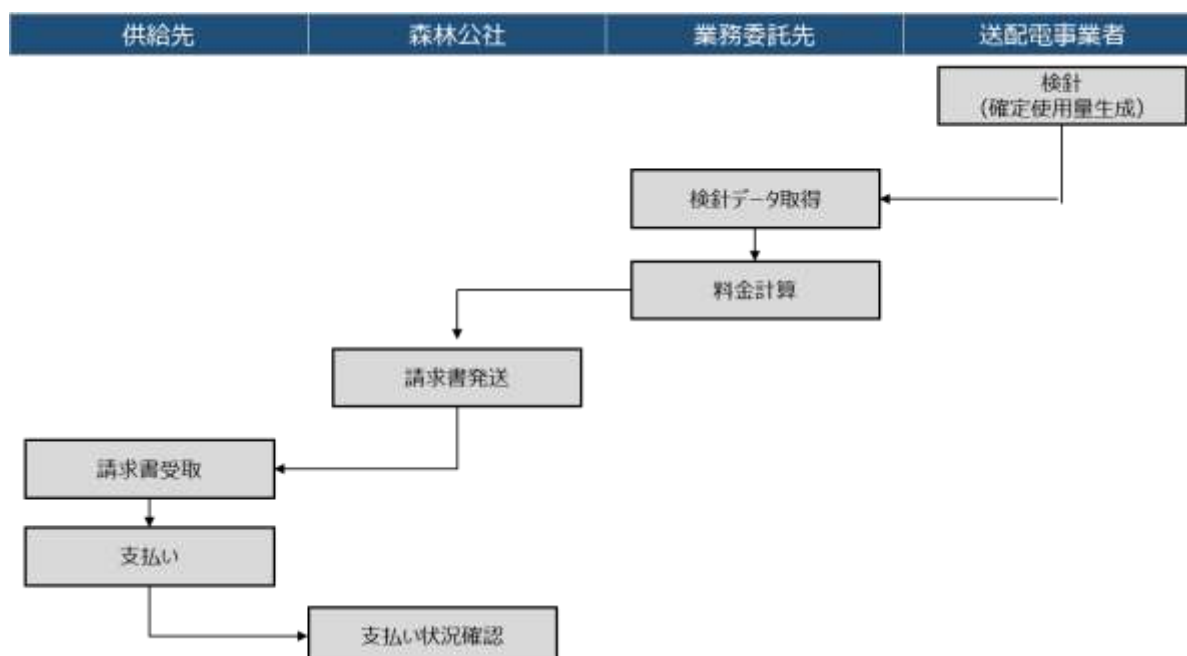 供給先
森林公社
業務委託先
送配電事業者
検針
（確定使用量生成）
検針データ取得
料金計算
請求書発送
請求書受取
支払い
支払い状況確認